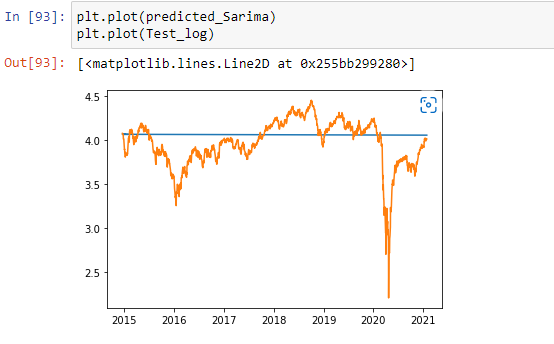 In [93]: plt.plot(predicted_Sarima)
plt.plot(Test_log)
Out[93]: [<matplotlib.lines.Line2D at 0x255bb299280>]
4.5
4.0
3.5
3.0
2.5
2015 2016 2017 2018 2019 2020 2021